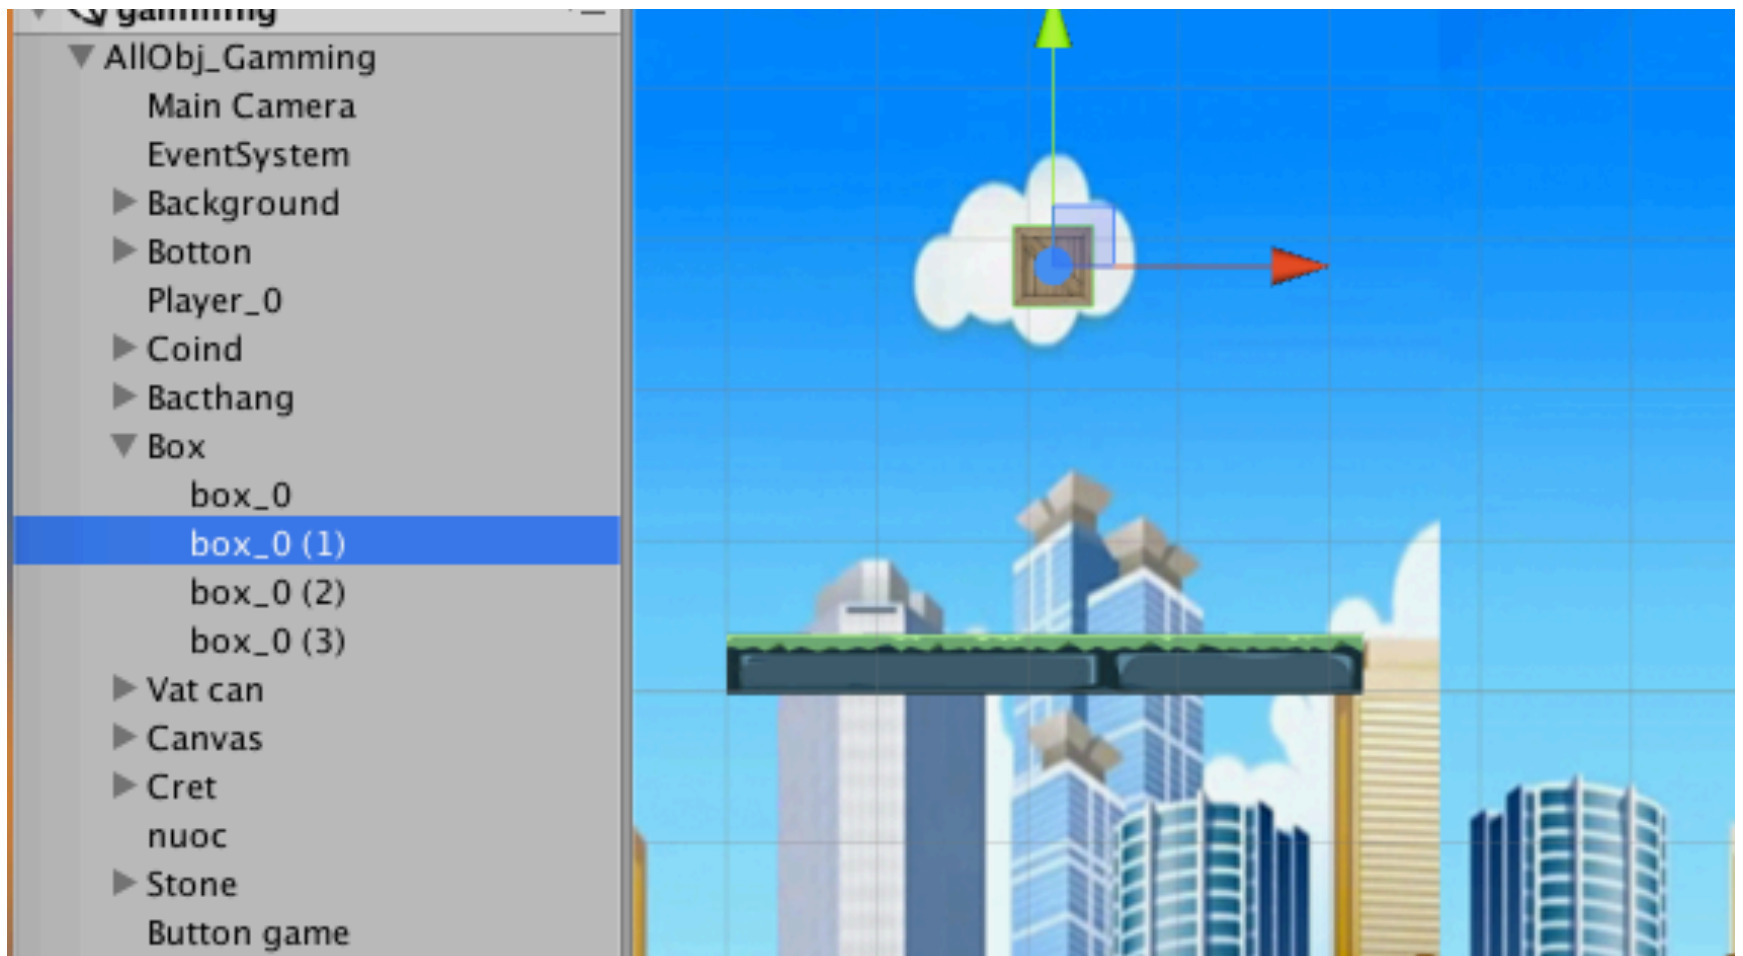 gamming
AllObj_Gamming
Main Camera
EventSystem
Background
Botton
Player_0
Coind
Bacthang
Box
box_0
box_0 (1)
box_0 (2)
box_0 (3)
Vat can
Canvas
Cret
nuoc
Stone
Button game